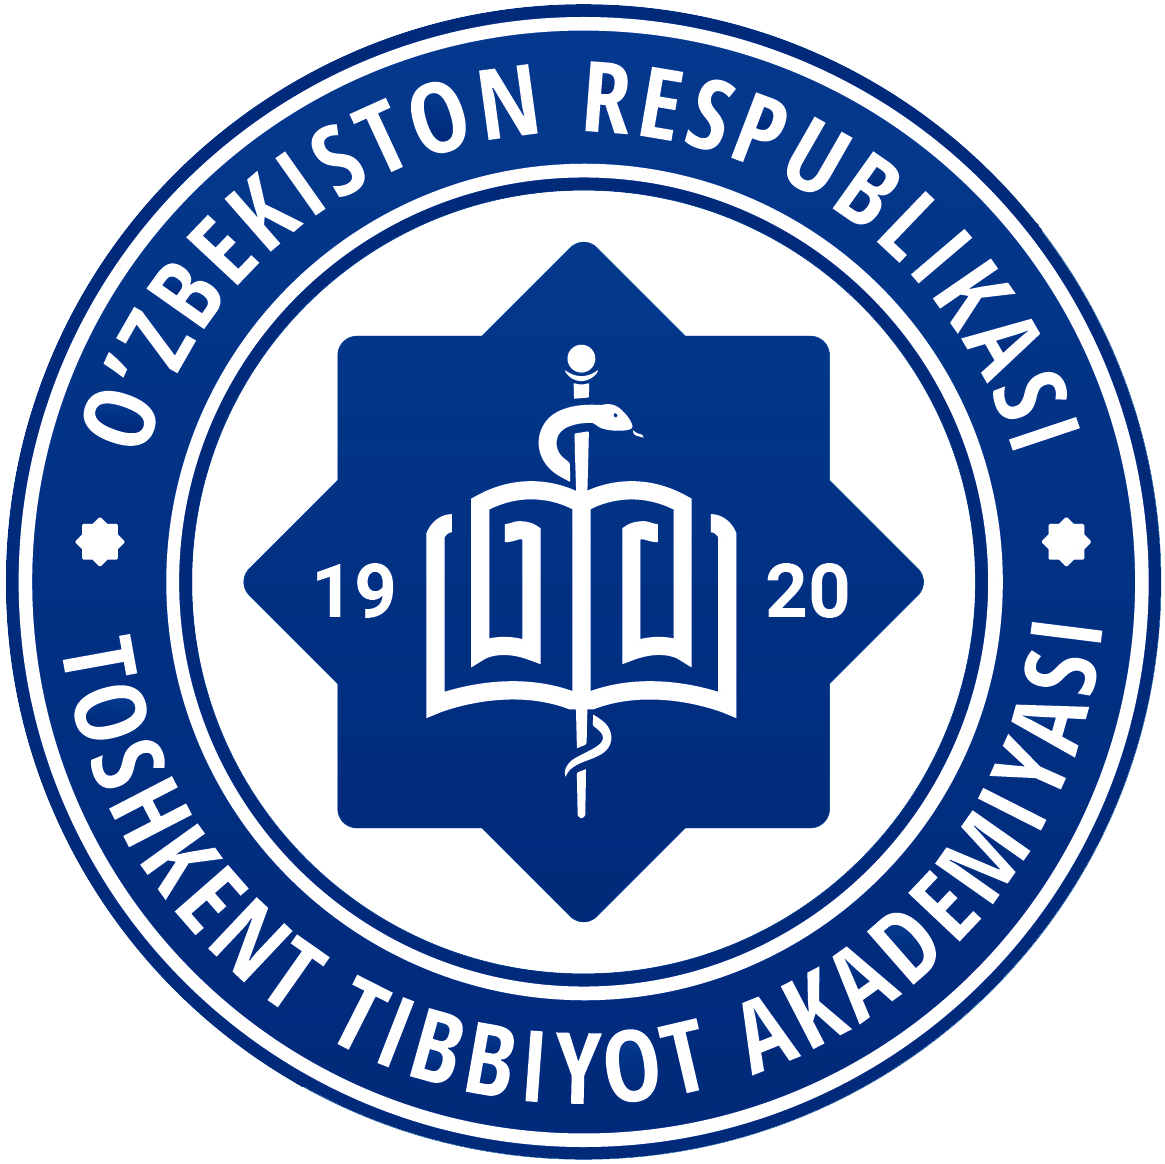 O'ZBEKISTON RESPUBLIKASI
19 20
TOSHKENT TIBBIYOT AKADEMIYASI